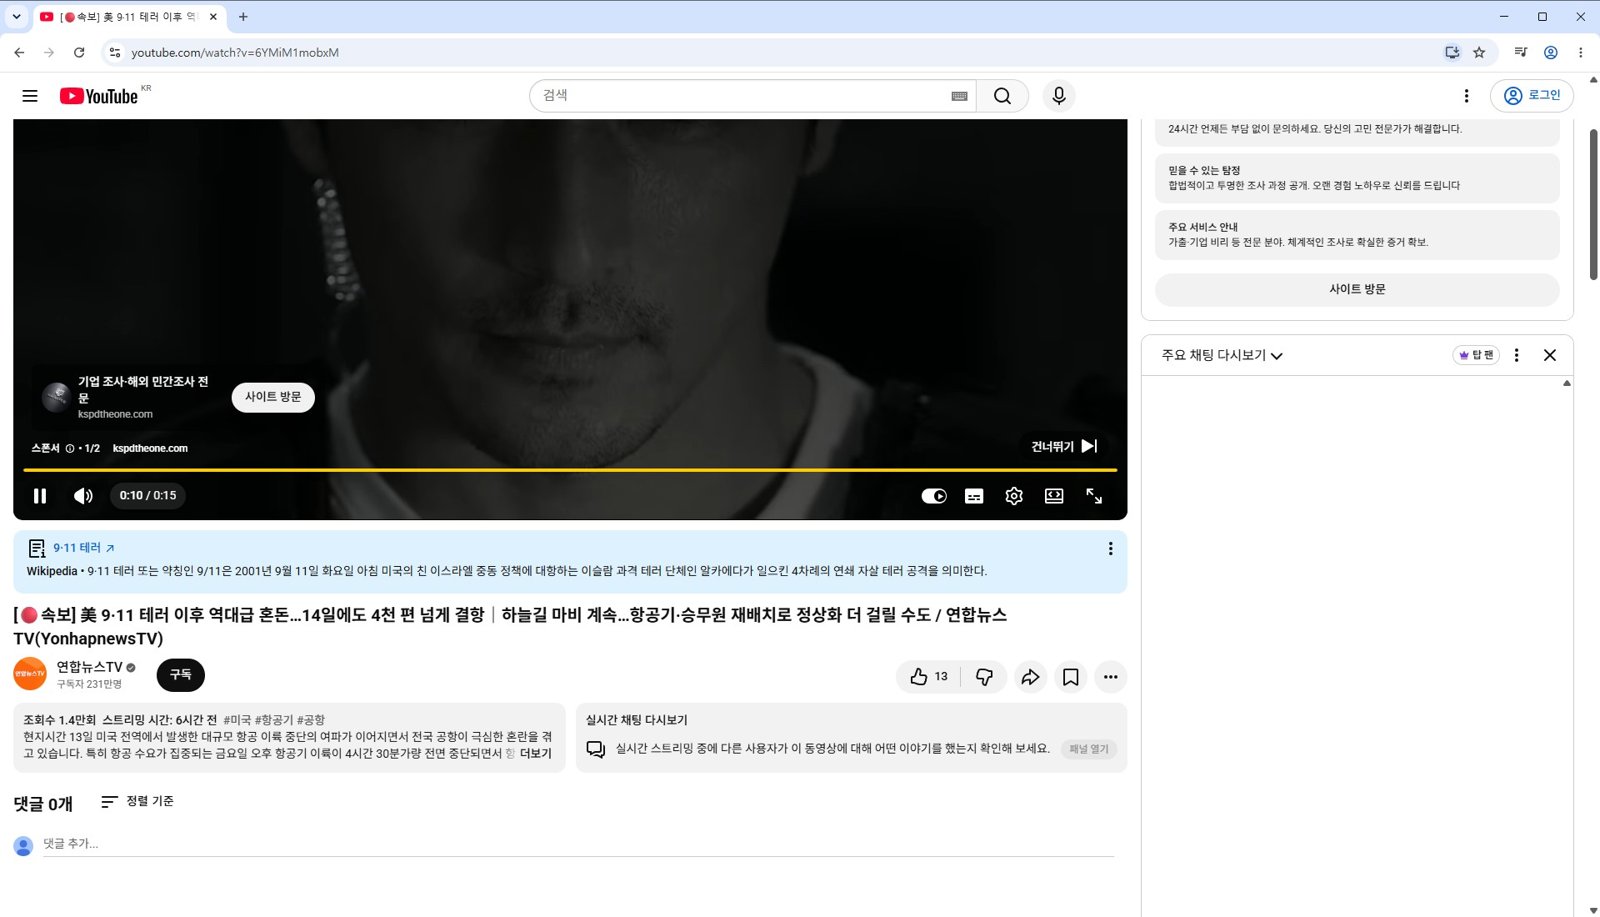 [🔴속보] 美 9·11 테러 이후 역
youtube.com/watch?v=6YMiM1mobxM
YouTube KR
검색
로그인
24시간 언제든 부담 없이 문의하세요. 당신의 고민 전문가가 해결합니다.
믿을 수 있는 탐정
합법적이고 투명한 조사 과정 공개. 오랜 경험 노하우로 신뢰를 드립니다
주요 서비스 안내
가출·기업 비리 등 전문 분야. 체계적인 조사로 확실한 증거 확보.
사이트 방문
주요 채팅 다시보기
탑 팬
기업 조사·해외 민간조사 전
문
kspdtheone.com
사이트 방문
스폰서 · 1/2 kspdtheone.com
건너뛰기
0:10 / 0:15
9·11 테러
Wikipedia • 9·11 테러 또는 약칭인 9/11은 2001년 9월 11일 화요일 아침 미국의 친 이스라엘 중동 정책에 대항하는 이슬람 과격 테러 단체인 알카에다가 일으킨 4차례의 연쇄 자살 테러 공격을 의미한다.
[🔴속보] 美 9·11 테러 이후 역대급 혼돈...14일에도 4천 편 넘게 결항│하늘길 마비 계속...항공기·승무원 재배치로 정상화 더 걸릴 수도 / 연합뉴스
TV(YonhapnewsTV)
연합뉴스TV
연합뉴스TV
구독자 231만명
구독
13
조회수 1.4만회 스트리밍 시간: 6시간 전 #미국 #항공기 #공항
현지시간 13일 미국 전역에서 발생한 대규모 항공 이륙 중단의 여파가 이어지면서 전국 공항이 극심한 혼란을 겪
고 있습니다. 특히 항공 수요가 집중되는 금요일 오후 항공기 이륙이 4시간 30분가량 전면 중단되면서 항 더보기
실시간 채팅 다시보기
실시간 스트리밍 중에 다른 사용자가 이 동영상에 대해 어떤 이야기를 했는지 확인해 보세요.
패널 열기
댓글 0개
정렬 기준
댓글 추가...